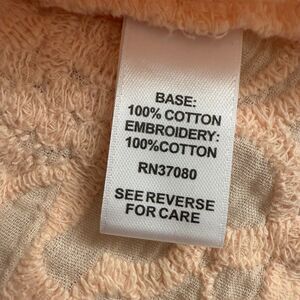 BASE:
100% COTTON
EMBROIDERY:
100%COTTON
RN37080
SEE REVERSE
FOR CARE